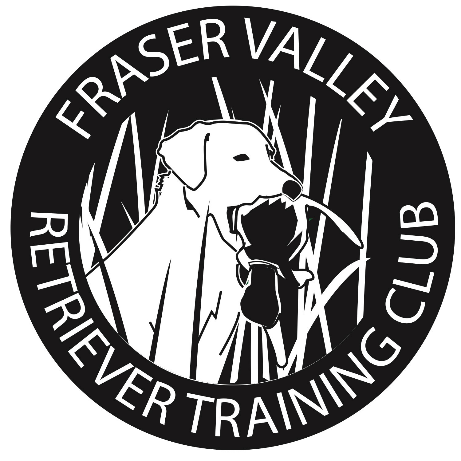 FRASER VALLEY
RETRIEVER TRAINING CLUB